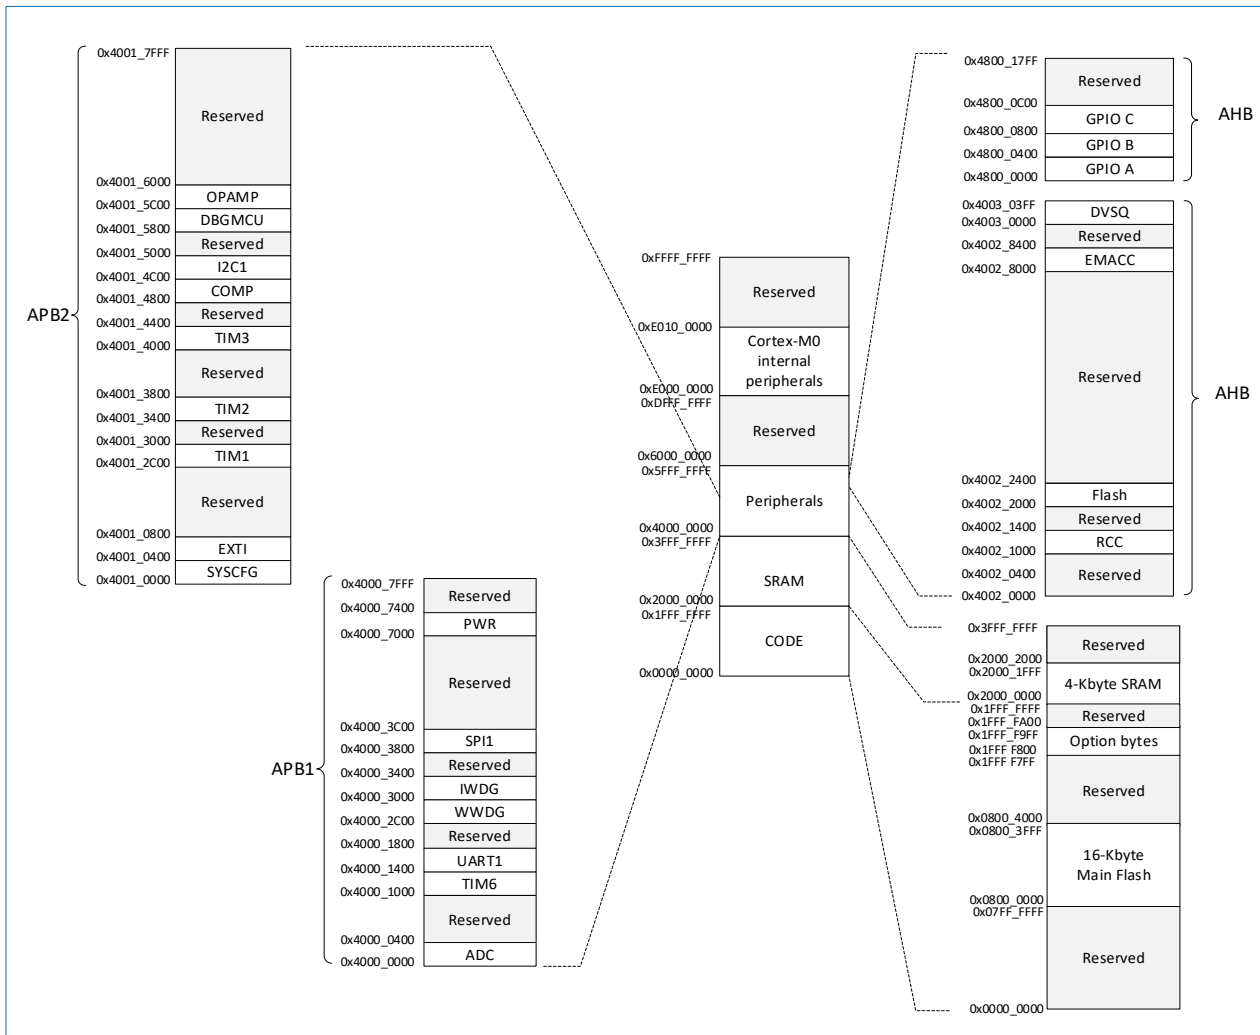 0x4001_7FFF
Reserved
0x4001_6000
OPAMP
0x4001_5C00
DBGMCU
0x4001_5800
Reserved
0x4001_5000
I2C1
0x4001_4C00
COMP
0x4001_4800
Reserved
0x4001_4400
TIM3
0x4001_4000
Reserved
0x4001_3800
TIM2
0x4001_3400
Reserved
0x4001_3000
TIM1
0x4001_2C00
Reserved
0x4001_0800
EXTI
0x4001_0400
SYSCFG
0x4001_0000
APB2
0x4000_7FFF
Reserved
0x4000_7400
PWR
0x4000_7000
Reserved
0x4000_3C00
SPI1
0x4000_3800
Reserved
0x4000_3400
IWDG
0x4000_3000
WWDG
0x4000_2C00
Reserved
0x4000_1800
UART1
0x4000_1400
TIM6
0x4000_1000
Reserved
0x4000_0400
ADC
0x4000_0000
APB1
0xFFFF_FFFF
Reserved
0xE010_0000
Cortex-M0
internal
peripherals
0xE000_0000
0xDFFF_FFFF
Reserved
0x6000_0000
0x5FFF_FFFF
Peripherals
0x4000_0000
0x3FFF_FFFF
SRAM
0x2000_0000
0x1FFF_FFFF
CODE
0x0000_0000
0x4800_17FF
Reserved
0x4800_0C00
GPIO C
0x4800_0800
GPIO B
0x4800_0400
GPIO A
0x4800_0000
AHB
0x4003_03FF
DVSQ
0x4003_0000
Reserved
0x4002_8400
EMACC
0x4002_8000
Reserved
0x4002_2400
Flash
0x4002_2000
Reserved
0x4002_1400
RCC
0x4002_1000
0x4002_0400
Reserved
0x4002_0000
AHB
0x3FFF_FFFF
Reserved
0x2000_2000
0x2000_1FFF
4-Kbyte SRAM
0x2000_0000
0x1FFF_FFFF
Reserved
0x1FFF_FA00
0x1FFF_F9FF
Option bytes
0x1FFF F800
0x1FFF F7FF
Reserved
0x0800_4000
0x0800_3FFF
16-Kbyte
Main Flash
0x0800_0000
0x07FF_FFFF
Reserved
0x0000_0000